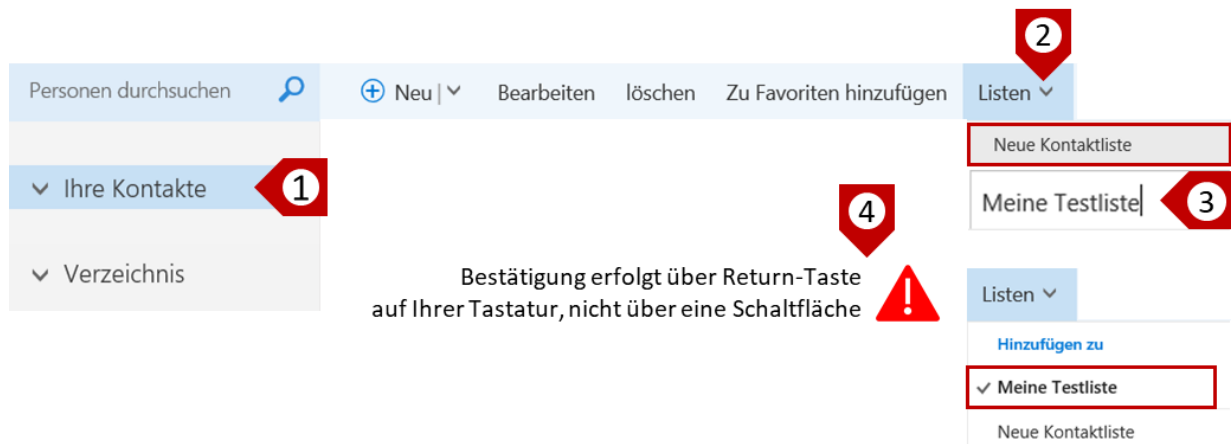 2
Personen durchsuchen
Neu | Bearbeiten löschen Zu Favoriten hinzufügen Listen
Neue Kontaktliste
Ihre Kontakte
1
Meine Testliste
3
4
Verzeichnis
Bestätigung erfolgt über Return-Taste
auf Ihrer Tastatur, nicht über eine Schaltfläche
!
Listen
Hinzufügen zu
Meine Testliste
Neue Kontaktliste